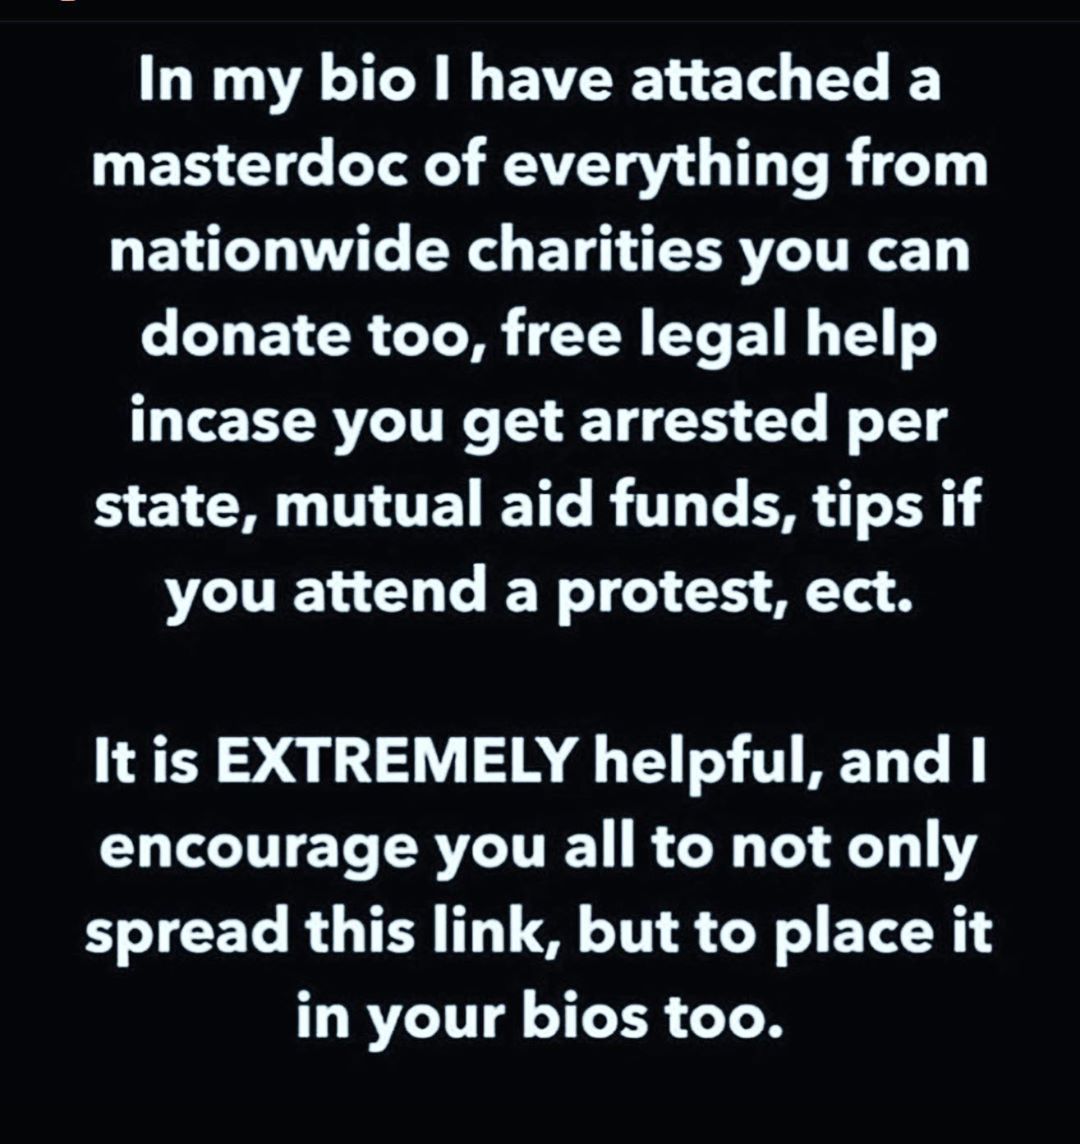 In my bio I have attached a
masterdoc of everything from
nationwide charities you can
donate too, free legal help
incase you get arrested per
state, mutual aid funds, tips if
you attend a protest, ect.
It is EXTREMELY helpful, and I
encourage you all to not only
spread this link, but to place it
in your bios too.